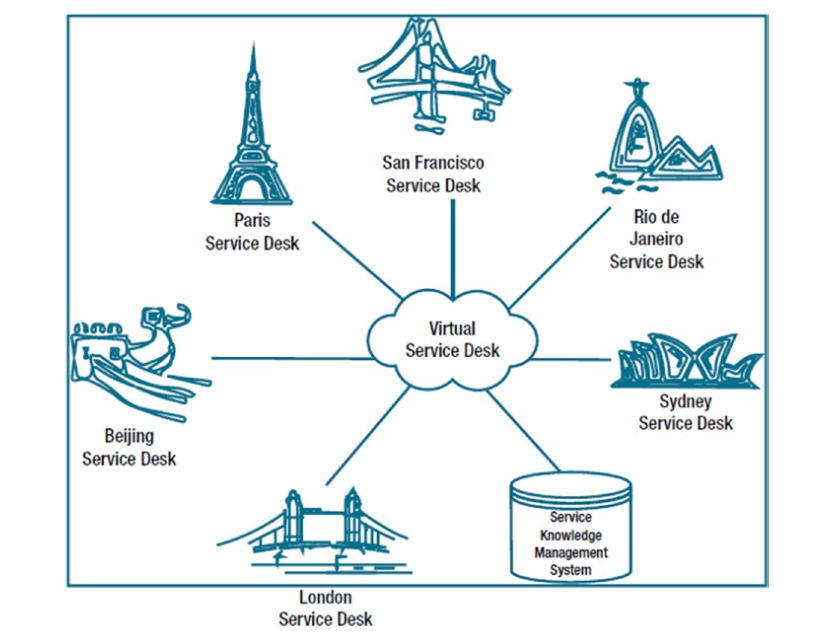 San Francisco
Service Desk
Paris
Service Desk
Rio de
Janeiro
Service Desk
Virtual
Service Desk
Sydney
Service Desk
Beijing
Service Desk
Service
Knowledge
Management
System
London
Service Desk